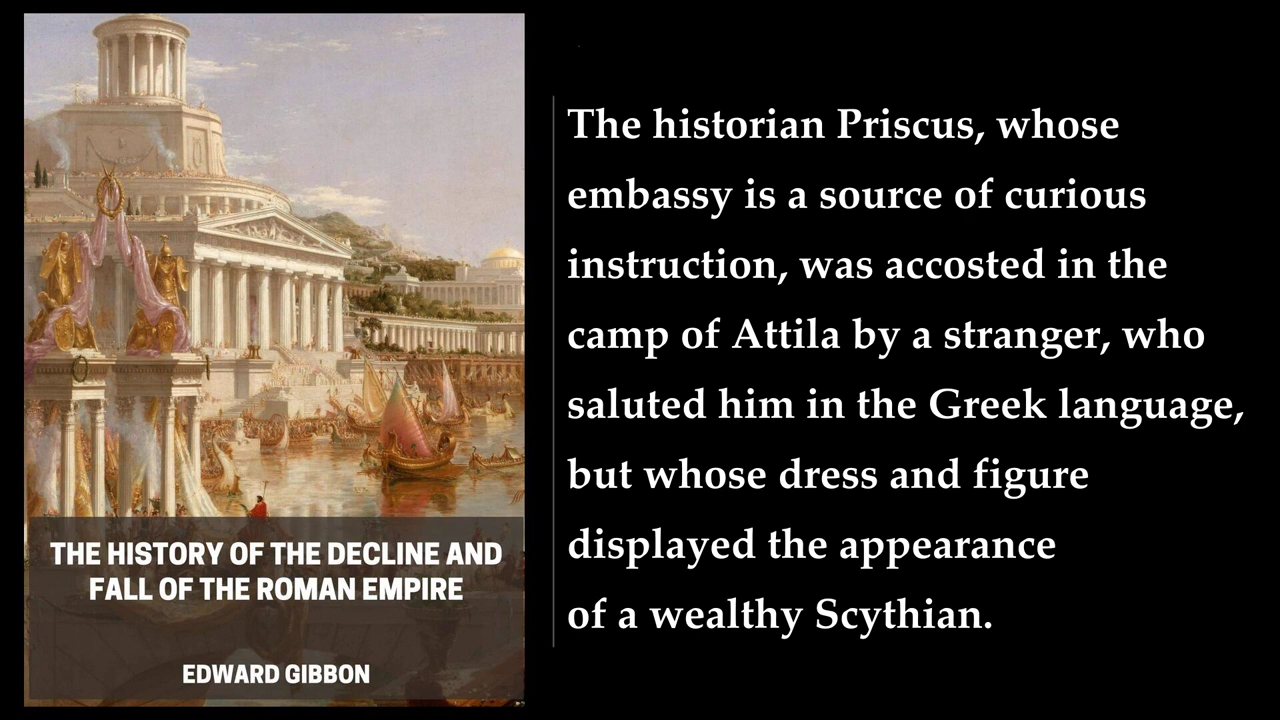 THE HISTORY OF THE DECLINE AND
FALL OF THE ROMAN EMPIRE
EDWARD GIBBON
The historian Priscus, whose
embassy is a source of curious
instruction, was accosted in the
camp of Attila by a stranger, who
saluted him in the Greek language,
but whose dress and figure
displayed the appearance
of a wealthy Scythian.